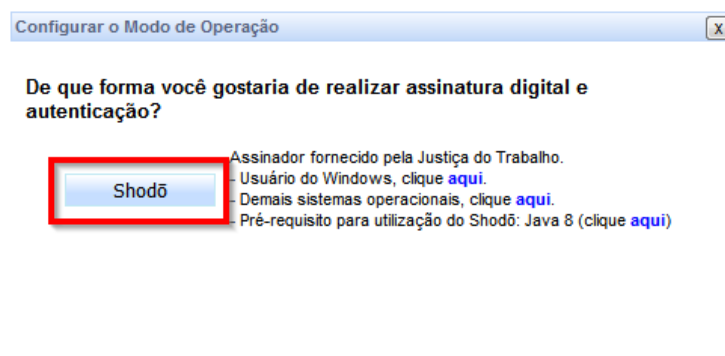 Configurar o Modo de Operação
X
De que forma você gostaria de realizar assinatura digital e
autenticação?
Assinador fornecido pela Justiça do Trabalho.
Shodō
- Usuário do Windows, clique aqui.
- Demais sistemas operacionais, clique aqui.
- Pré-requisito para utilização do Shodō: Java 8 (clique aqui)